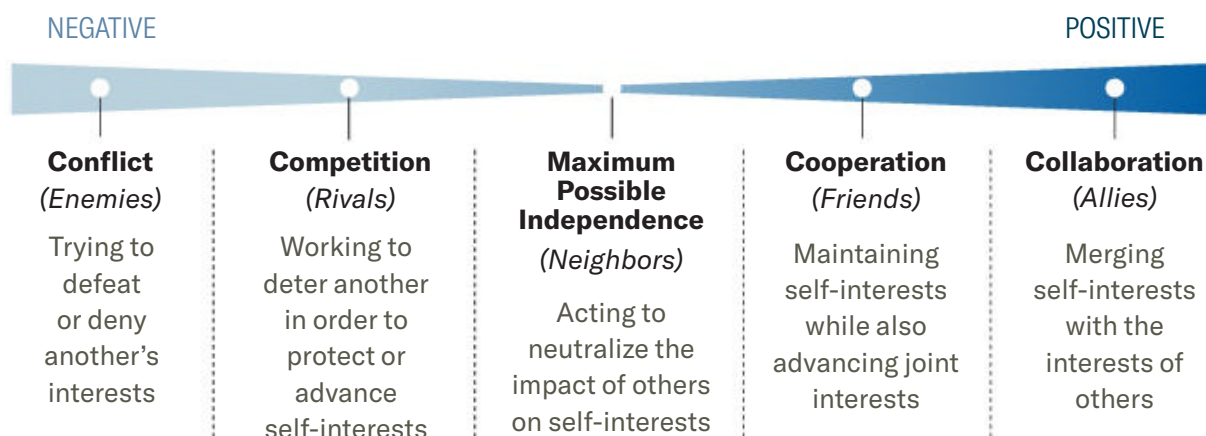 NEGATIVE
POSITIVE
Conflict
(Enemies)
Trying to
defeat
or deny
another’s
interests
Competition
(Rivals)
Working to
deter another
in order to
protect or
advance
self-interests
Maximum
Possible
Independence
(Neighbors)
Acting to
neutralize the
impact of others
on self-interests
Cooperation
(Friends)
Maintaining
self-interests
while also
advancing joint
interests
Collaboration
(Allies)
Merging
self-interests
with the
interests of
others